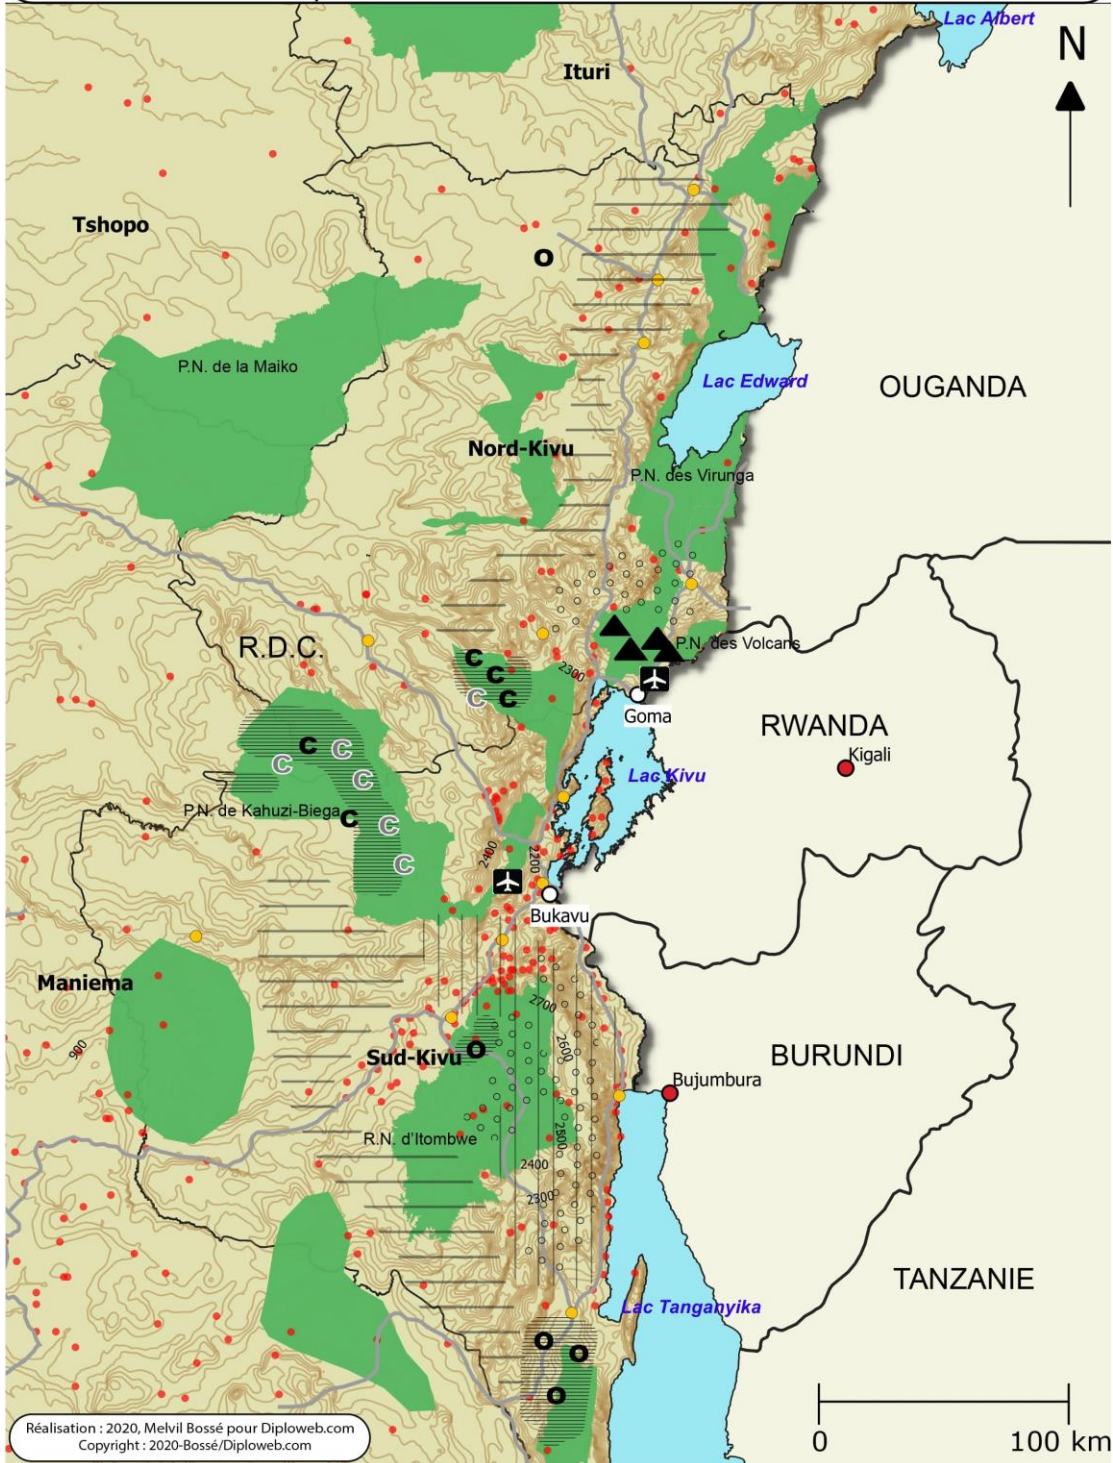 Lac Albert
N
Ituri
Tshopo
O
P.N. de la Maiko
Lac Edward
OUGANDA
Nord-Kivu
P.N. des Virunga
R.D.C.
P.N. des Volcans
C
C
2300
C
C
Goma
RWANDA
C
C
C
Kigali
Lac Kivu
C
P.N. de Kahuzi-Biega
C
C
2400
2200
C
Bukavu
Maniema
2700
900
2600
Sud-Kivu
O
BURUNDI
Bujumbura
2500
R.N. d'Itombwe
2400
2300
TANZANIE
Lac Tanganyika
O
O
O
Réalisation : 2020, Melvil Bossé pour Diploweb.com
Copyright : 2020-Bossé/Diploweb.com
0
100 km